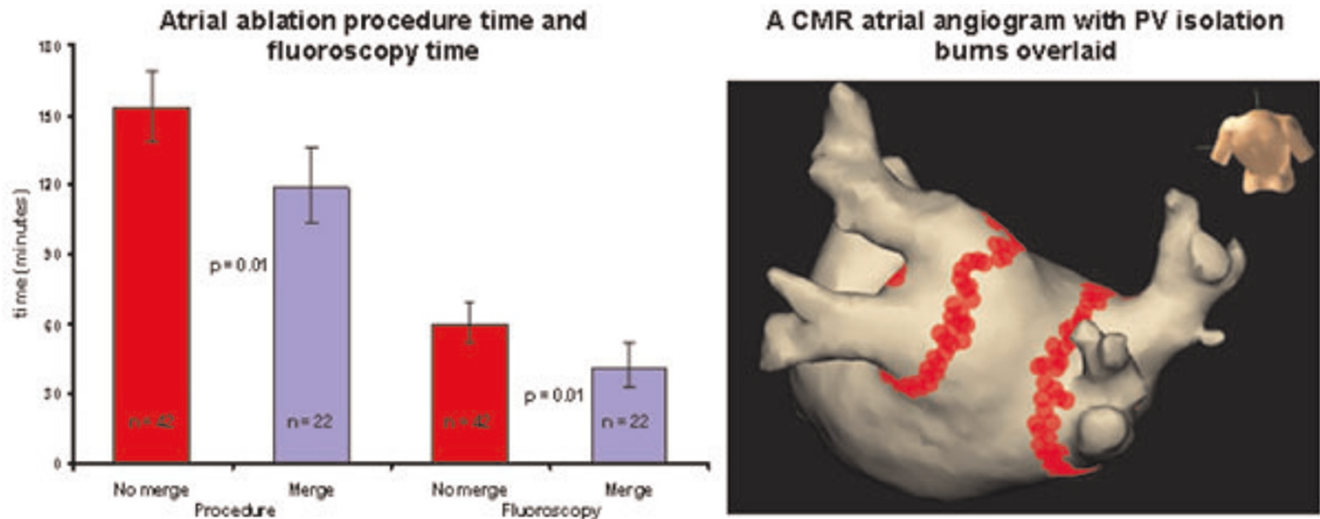 Atrial ablation procedure time and
fluoroscopy time
180
150
120
90
60
30
0
time (minutes)
p = 0.01
p = 0.01
n = 42
n = 22
n = 42
n = 22
No merge
Merge
No merge
Merge
Procedure
Fluoroscopy
A CMR atrial angiogram with PV isolation
burns overlaid